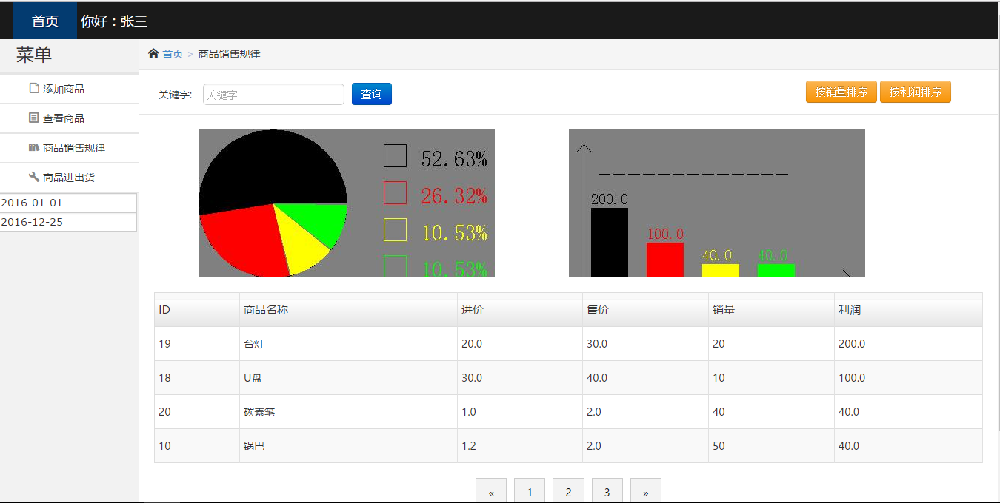 首页 你好：张三
菜单
首页 > 商品销售规律
添加商品
查看商品
商品销售规律
商品进出货
2016-01-01
2016-12-25
关键字: 关键字 查询 按销量排序 按利润排序
52.63%
26.32%
10.53%
10.53%
200.0
100.0
40.0 40.0
ID 商品名称 进价 售价 销量 利润
19 台灯 20.0 30.0 20 200.0
18 U盘 30.0 40.0 10 100.0
20 碳素笔 1.0 2.0 40 40.0
10 锅巴 1.2 2.0 50 40.0
« 1 2 3 »